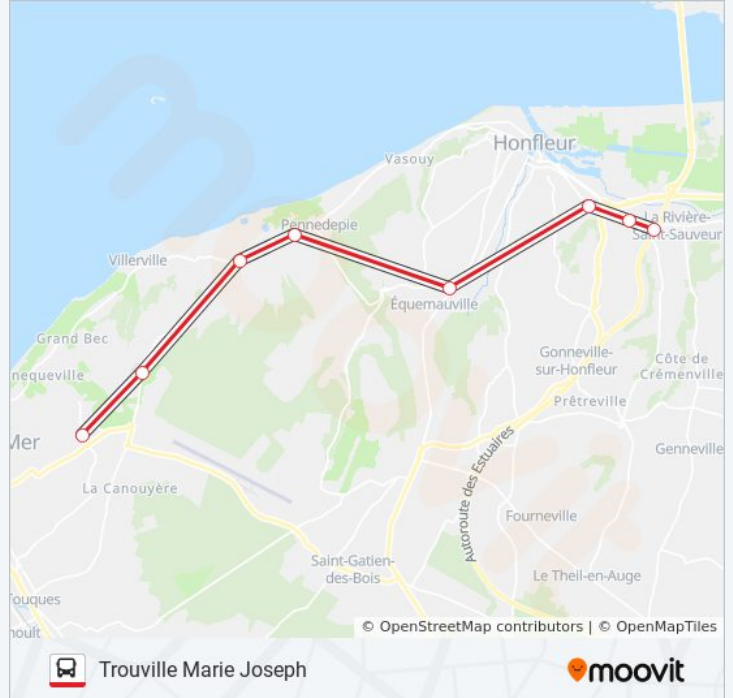 Honfleur
Vasouy
La Rivière-
Saint-Sauveur
Pennedepie
Villerville
Équemauville
Grand Bec
nequeville
Gonneville-
sur-Honfleur
Côte de
Crémenville
Prêtreville
Mer
Genneville
La Canouyère
Autoroute des Estuaires
Fourneville
Saint-Gatien-
des-Bois
Le Theil-en-Auge
Touques
noult
© OpenStreetMap contributors | © OpenMapTiles
Trouville Marie Joseph
moovit